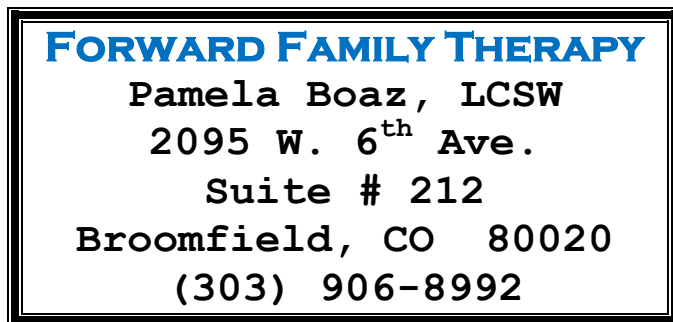 FORWARD FAMILY THERAPY
Pamela Boaz, LCSW
2095 W. 6th Ave.
Suite # 212
Broomfield, CO  80020
(303) 906-8992